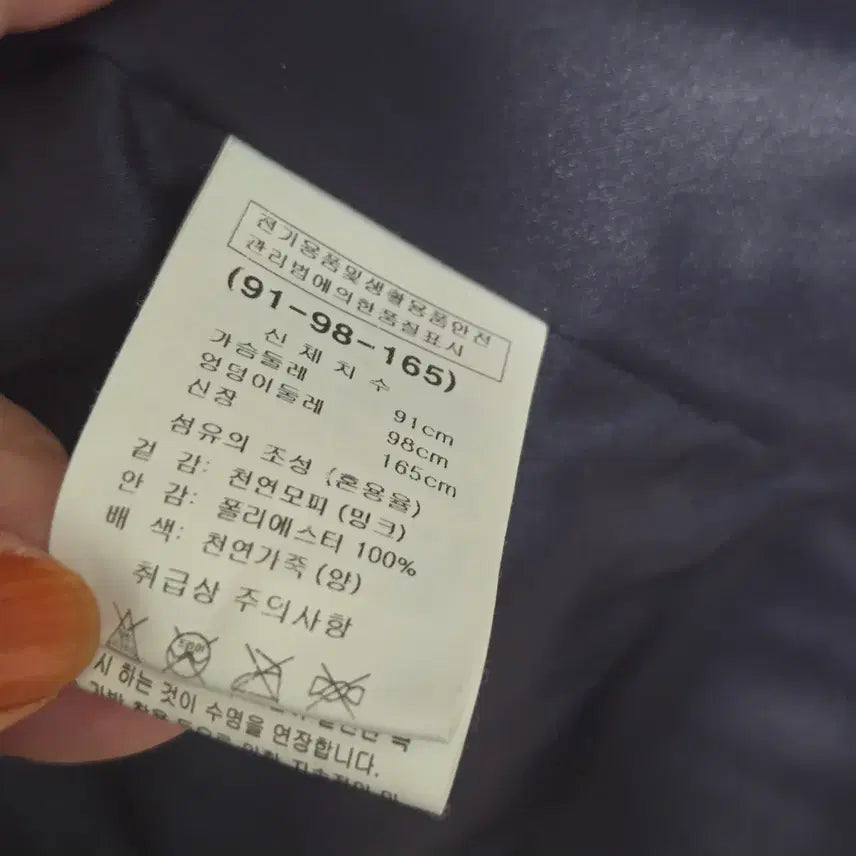 전기용품및생활용품안전
관리법에의한품질표시
(91-98-165)
신 체 치 수
가슴둘레 91cm
엉덩이둘레 98cm
신장 165cm
섬유의 조성 (혼용율)
겉 감: 천연모피 (밍크)
안 감: 폴리에스터 100%
배 색: 천연가죽 (양)
취급상 주의사항
시 하는 것이 수명을 연장합니다.